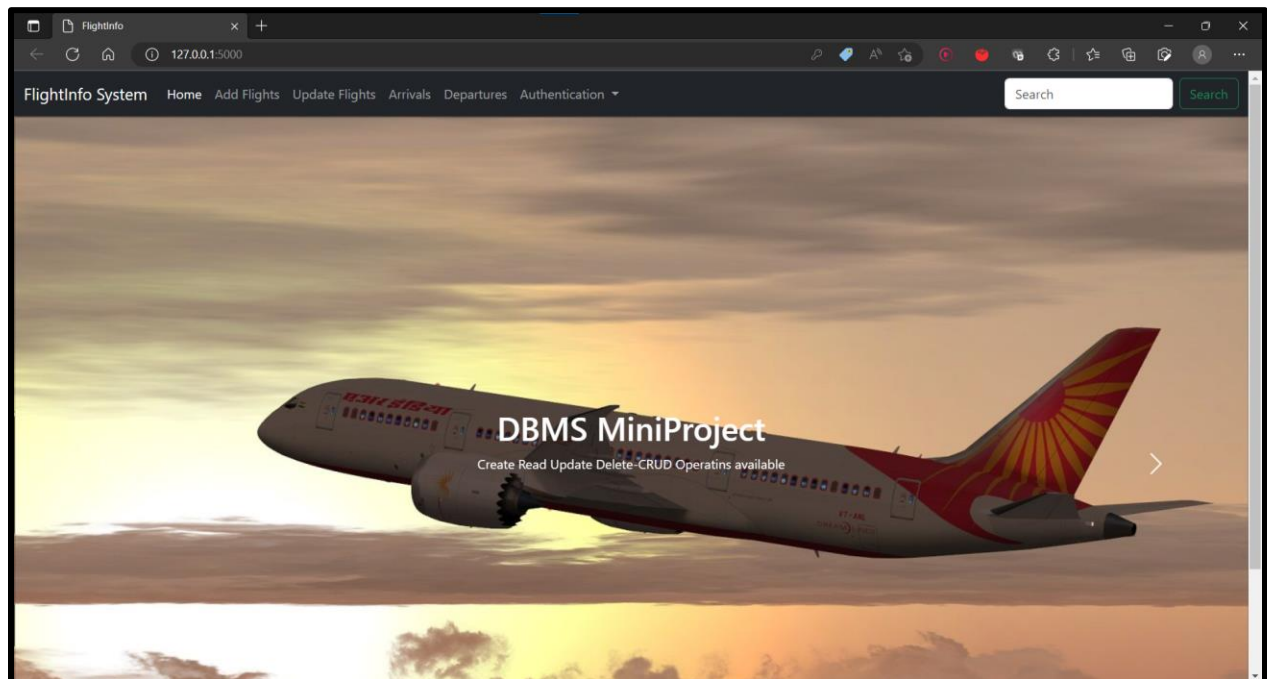 FlightInfo
127.0.0.1:5000
FlightInfo System Home Add Flights Update Flights Arrivals Departures Authentication Search Search
DBMS MiniProject
Create Read Update Delete-CRUD Operatins available